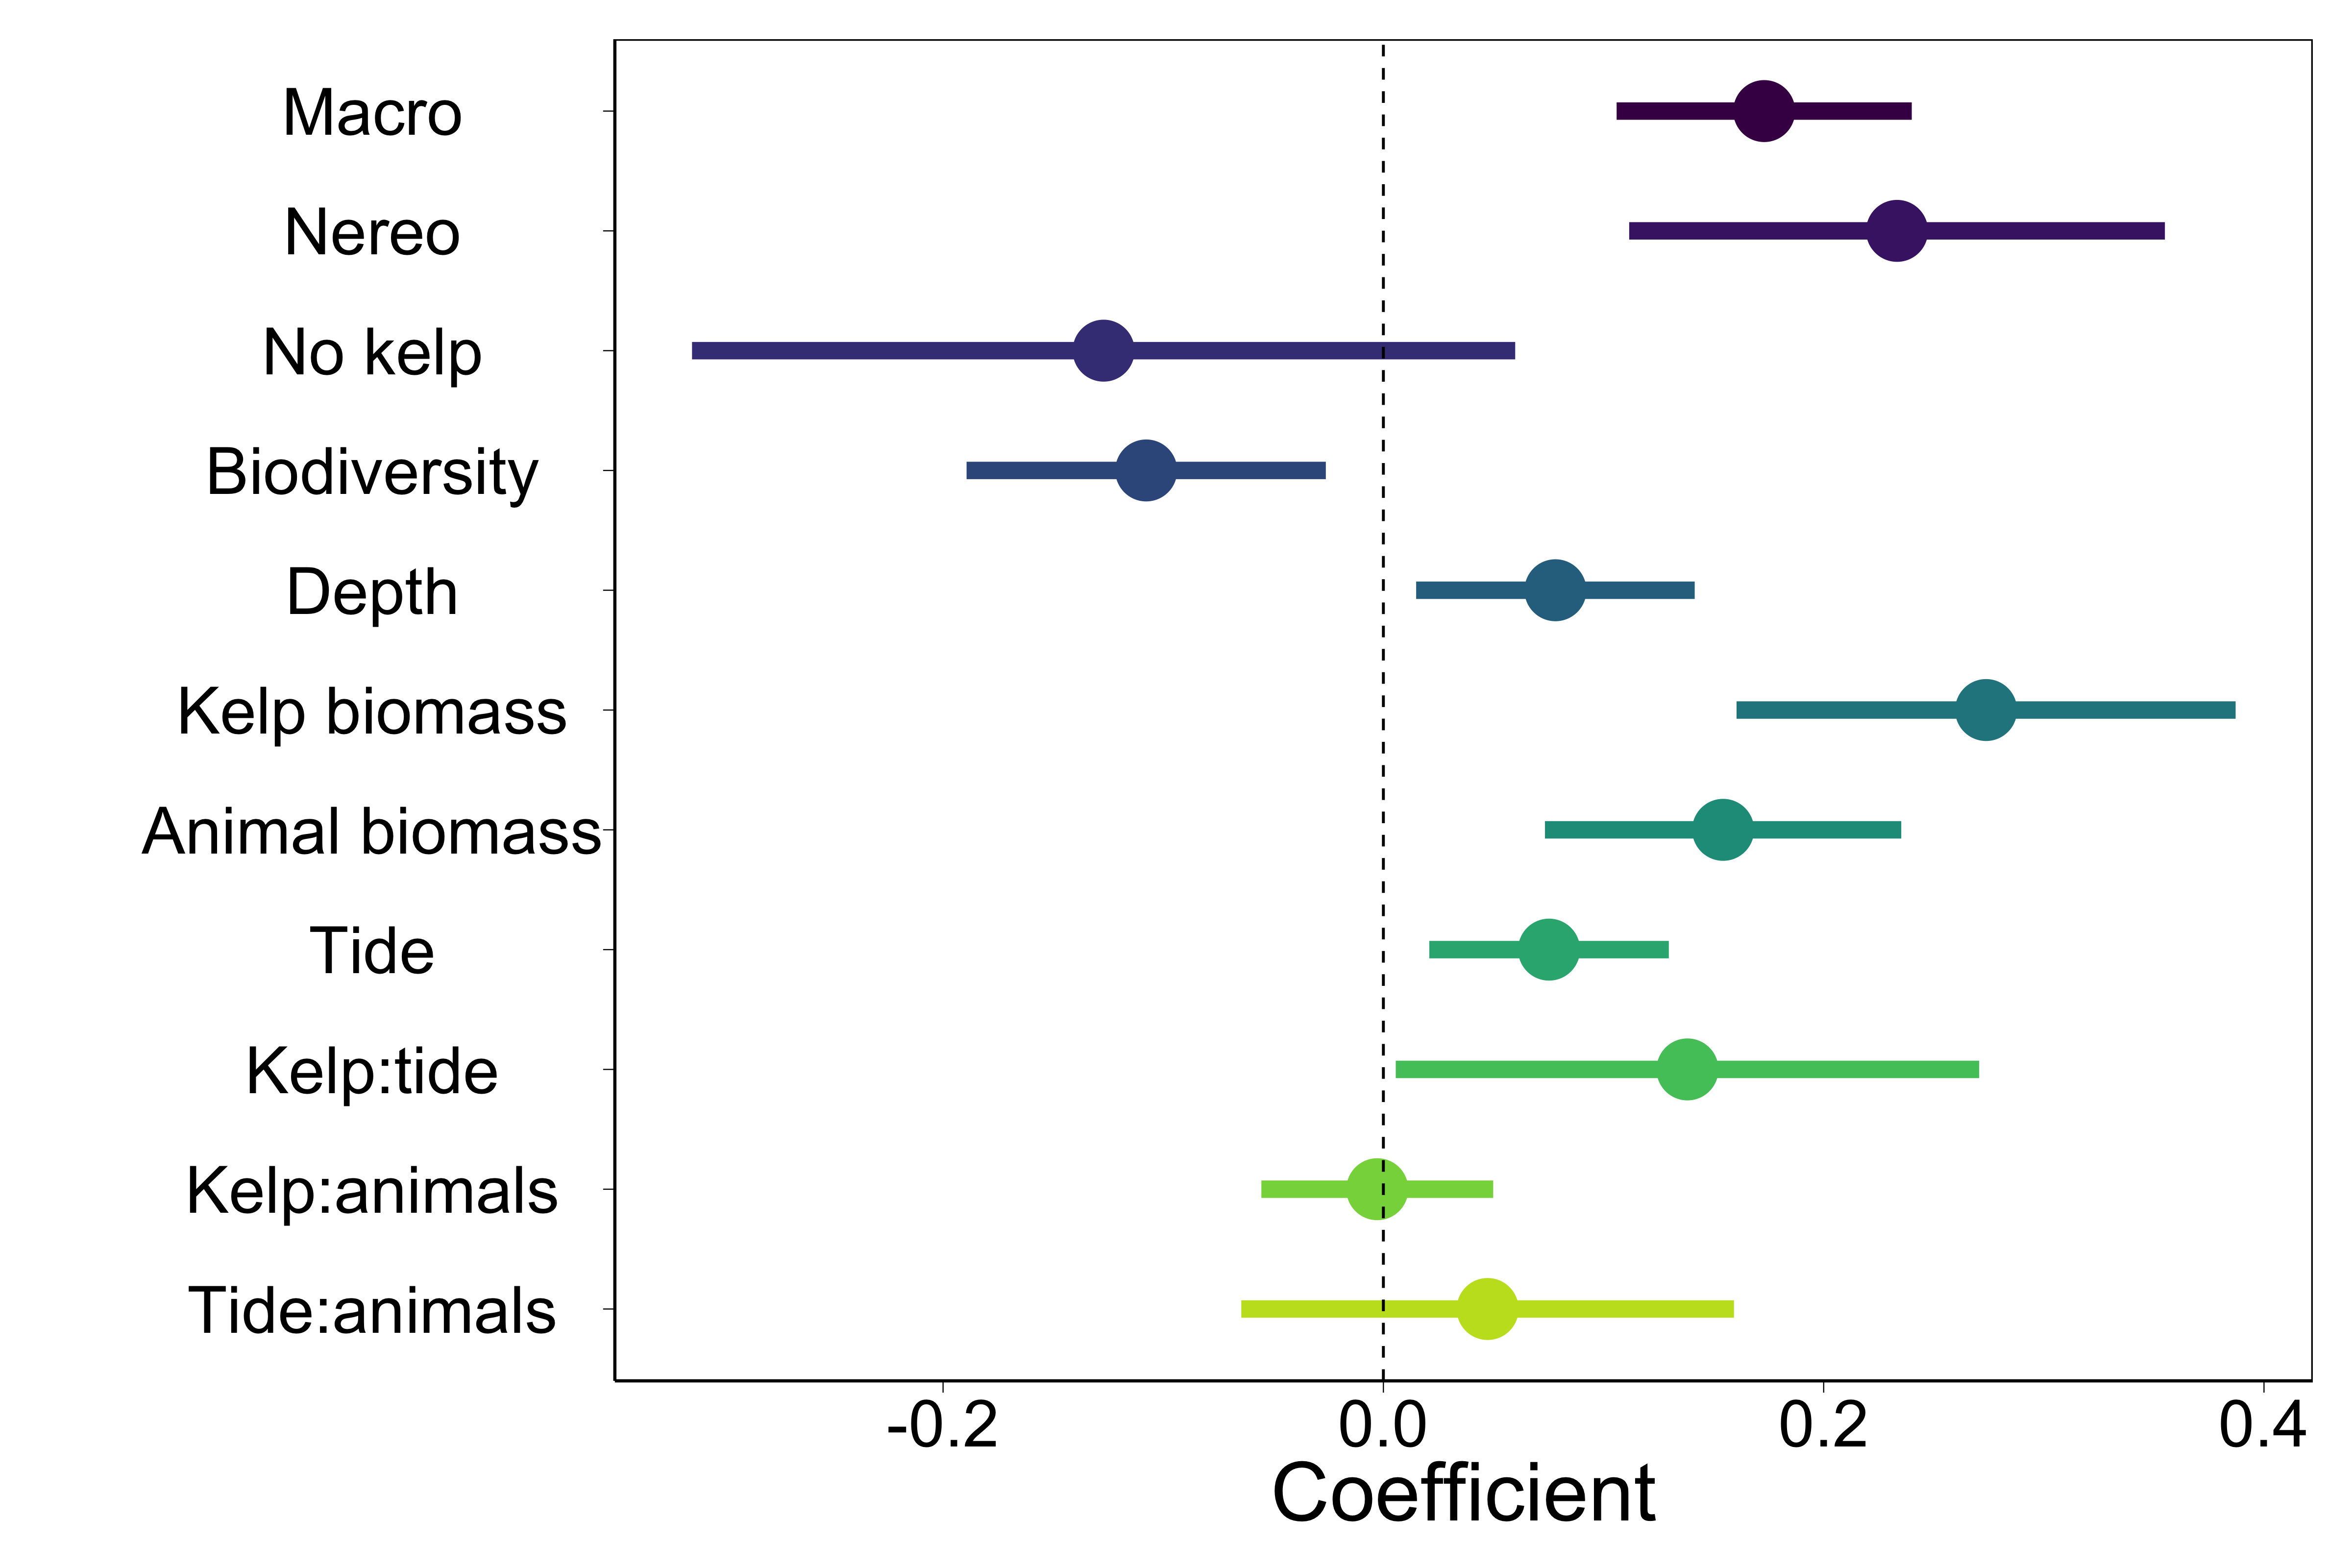 Macro
Nereo
No kelp
Biodiversity
Depth
Kelp biomass
Animal biomass
Tide
Kelp:tide
Kelp:animals
Tide:animals
-0.2 0.0 0.2 0.4
Coefficient